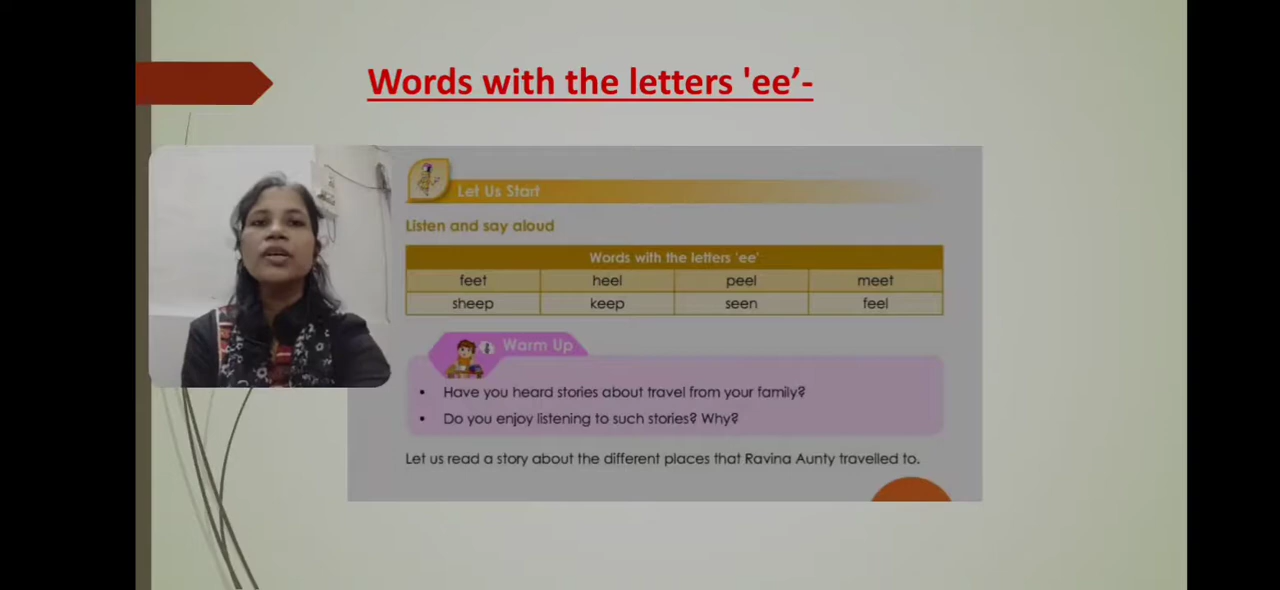 Words with the letters 'ee’-
Let Us Start
Listen and say aloud
Words with the letters 'ee'
feet heel peel meet
sheep keep seen feel
Warm Up
• Have you heard stories about travel from your family?
• Do you enjoy listening to such stories? Why?
Let us read a story about the different places that Ravina Aunty travelled to.